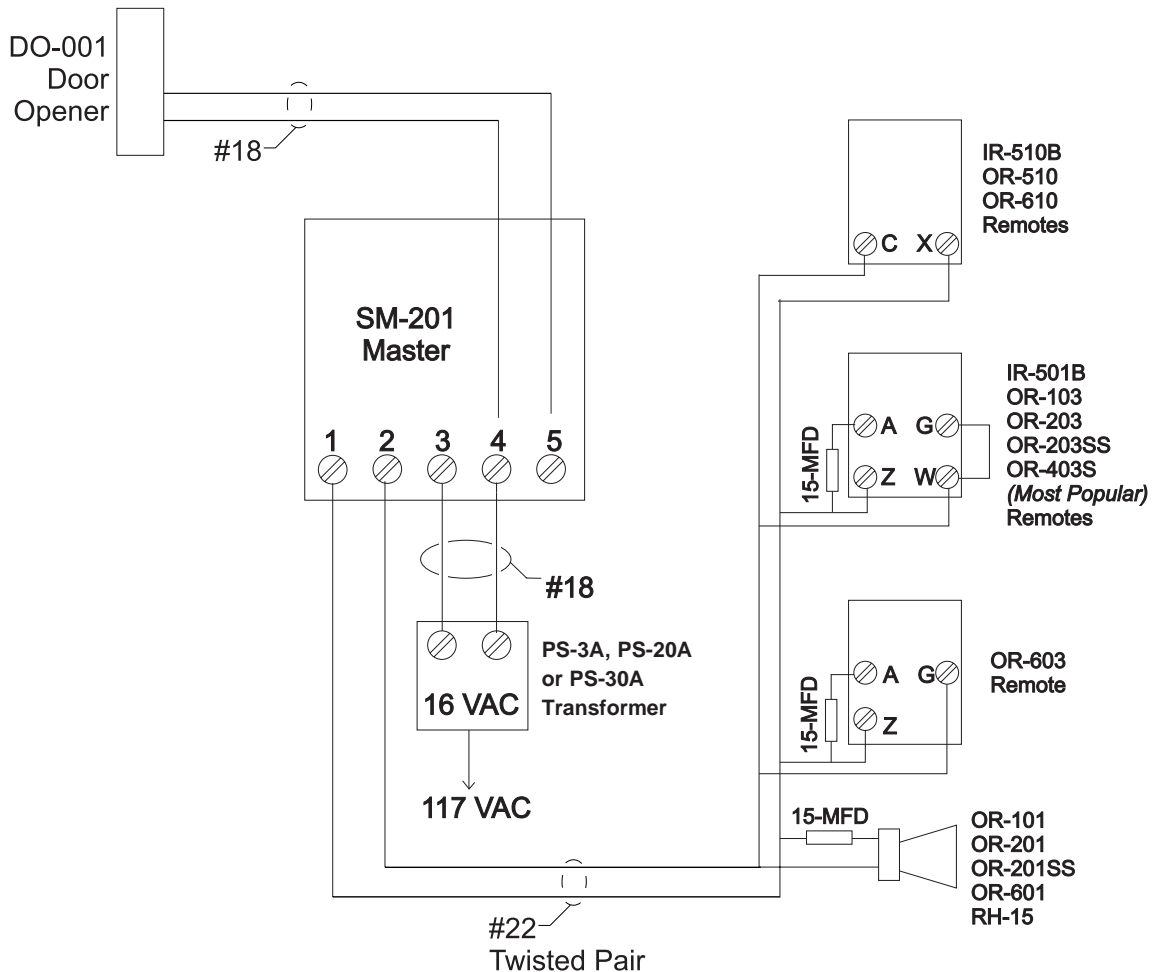 DO-001
Door
Opener
#18
SM-201
Master
1 2 3 4 5
#18
16 VAC
PS-3A, PS-20A
or PS-30A
Transformer
117 VAC
#22
Twisted Pair
C X
IR-510B
OR-510
OR-610
Remotes
15-MFD
A G
Z W
IR-501B
OR-103
OR-203
OR-203SS
OR-403S
(Most Popular)
Remotes
15-MFD
A G
Z
OR-603
Remote
15-MFD
OR-101
OR-201
OR-201SS
OR-601
RH-15